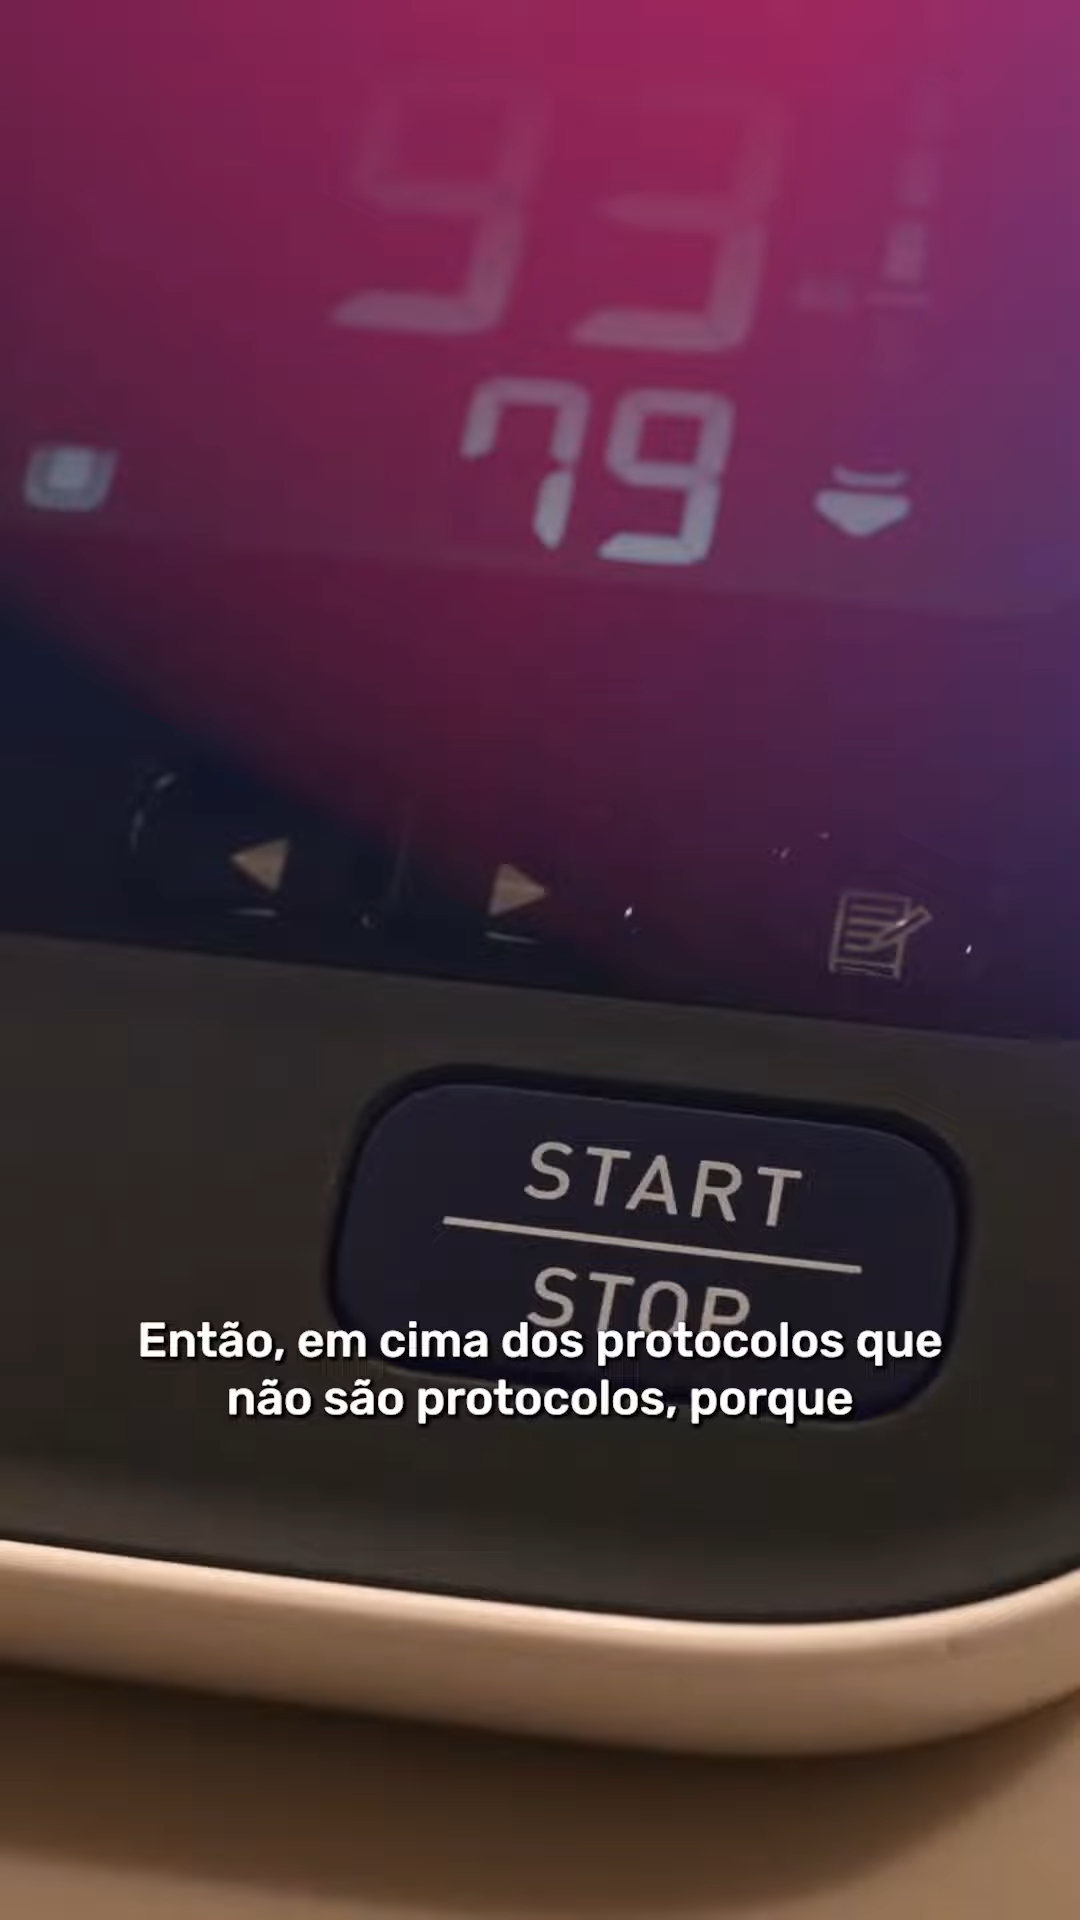 93
79
START
STOP
Então, em cima dos protocolos que
não são protocolos, porque